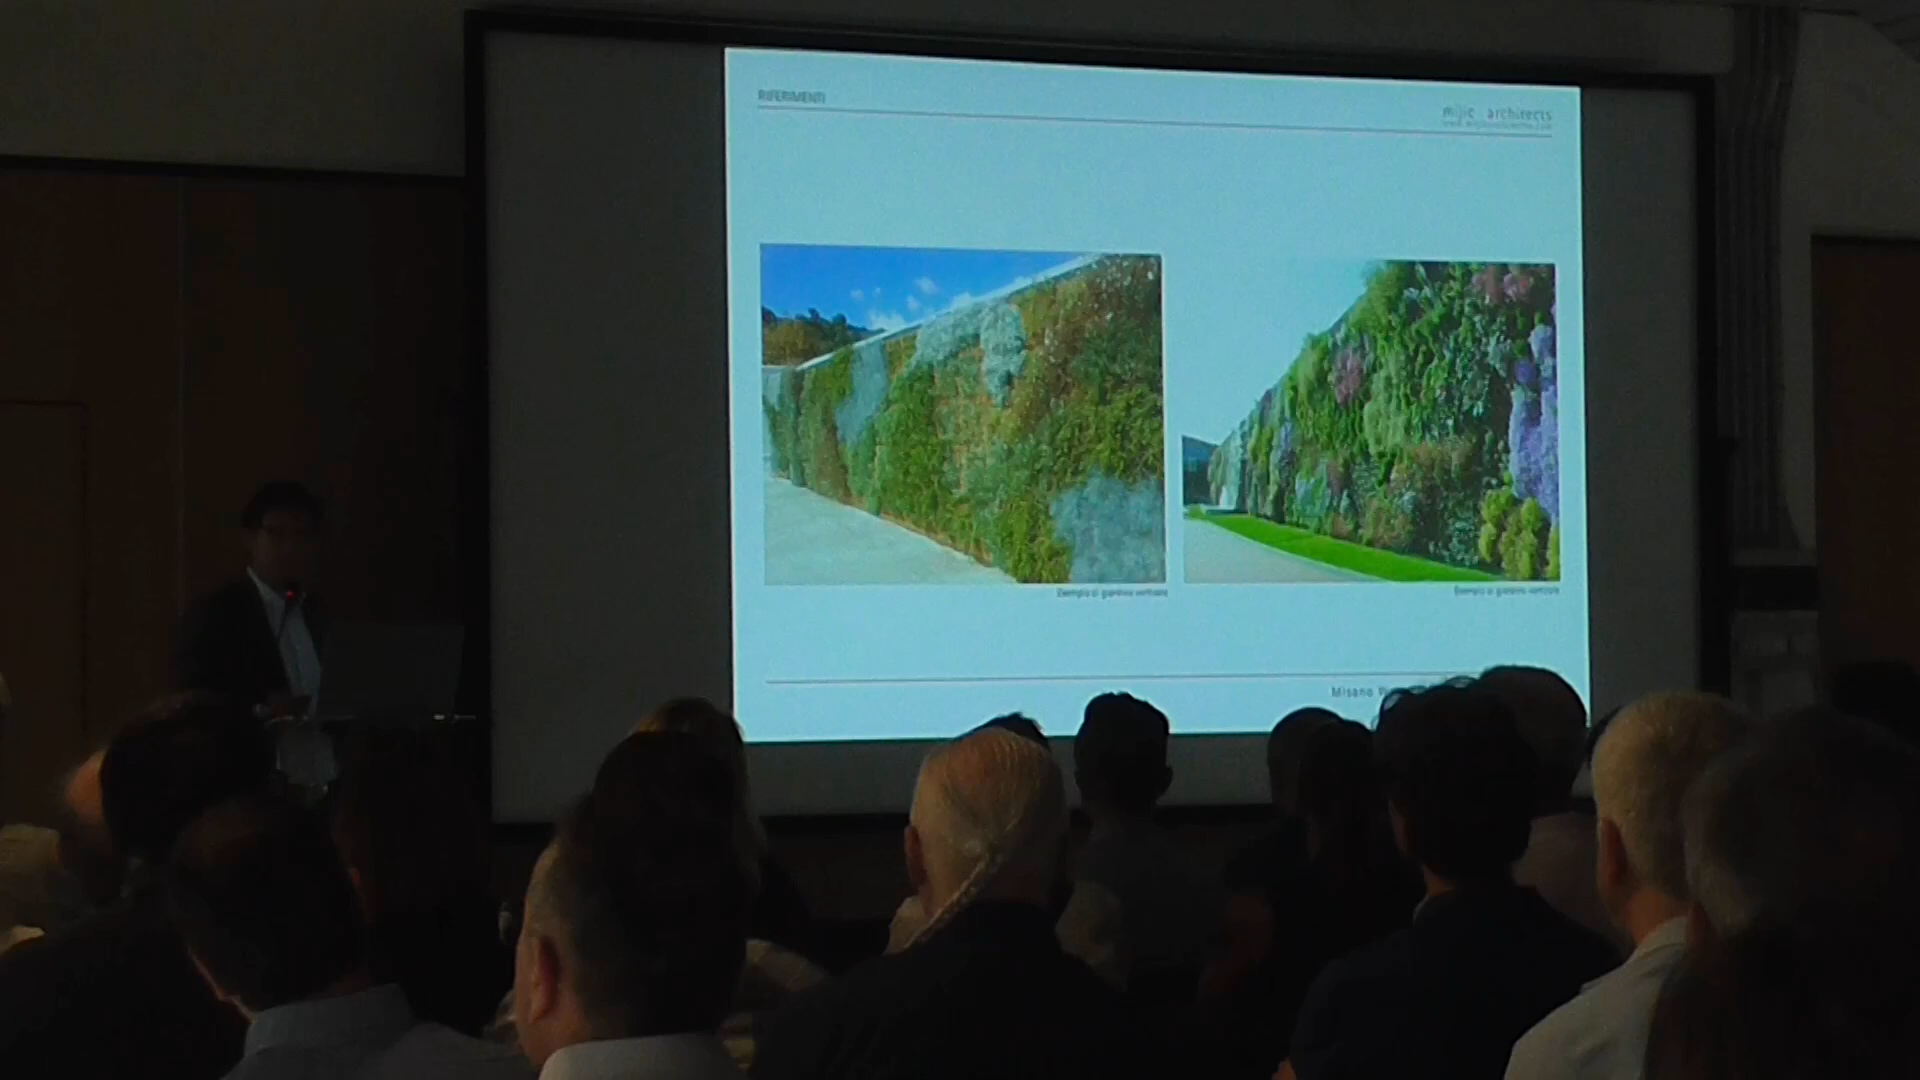 RIFERIMENTI
mijic architects
Esempio di giardino verticale
Esempio di giardino verticale
Misano